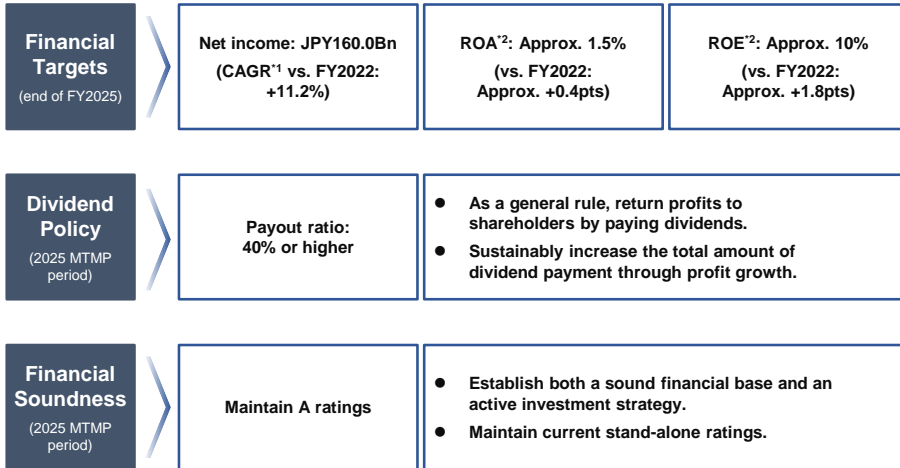 Financial
Targets
(end of FY2025)
Net income: JPY160.0Bn
(CAGR*1 vs. FY2022:
+11.2%)
ROA*2: Approx. 1.5%
(vs. FY2022:
Approx. +0.4pts)
ROE*2: Approx. 10%
(vs. FY2022:
Approx. +1.8pts)
Dividend
Policy
(2025 MTMP
period)
Payout ratio:
40% or higher
● As a general rule, return profits to
shareholders by paying dividends.
● Sustainably increase the total amount of
dividend payment through profit growth.
Financial
Soundness
(2025 MTMP
period)
Maintain A ratings
● Establish both a sound financial base and an
active investment strategy.
● Maintain current stand-alone ratings.